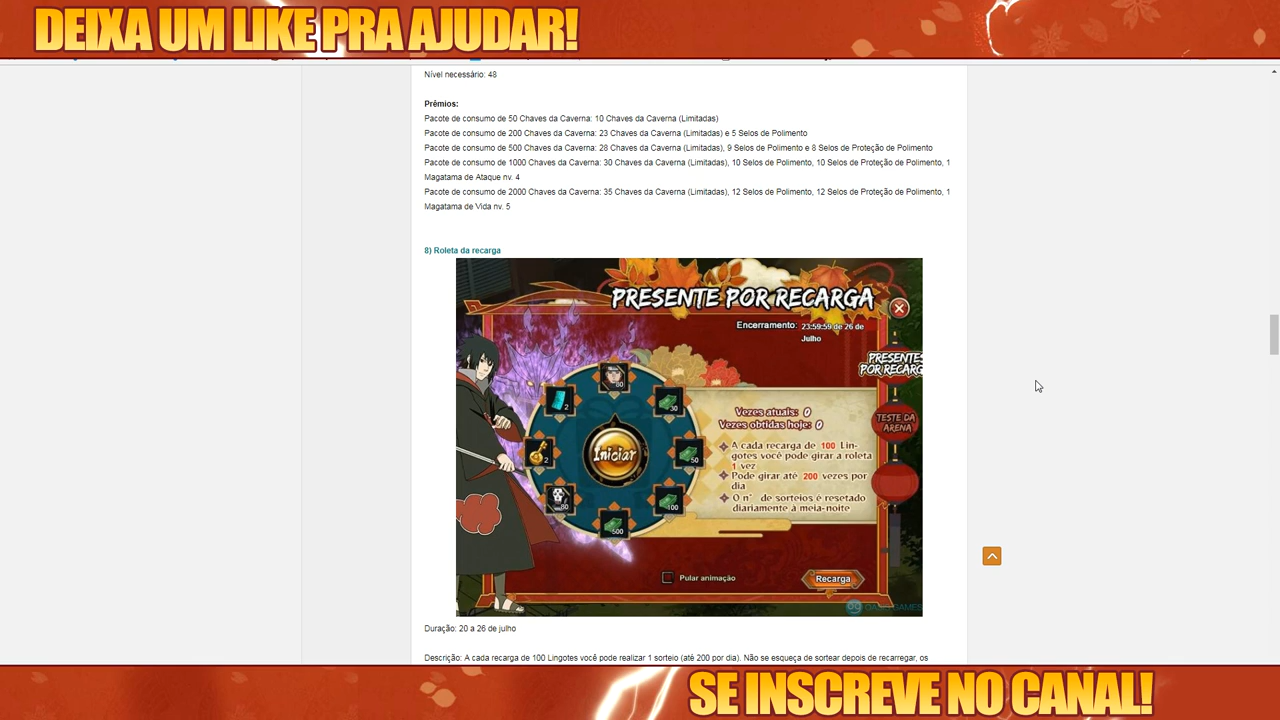 DEIXA UM LIKE PRA AJUDAR!
Nível necessário: 48
Prêmios:
Pacote de consumo de 50 Chaves da Caverna: 10 Chaves da Caverna (Limitadas)
Pacote de consumo de 200 Chaves da Caverna: 23 Chaves da Caverna (Limitadas) e 5 Selos de Polimento
Pacote de consumo de 500 Chaves da Caverna: 28 Chaves da Caverna (Limitadas), 9 Selos de Polimento e 8 Selos de Proteção de Polimento
Pacote de consumo de 1000 Chaves da Caverna: 30 Chaves da Caverna (Limitadas), 10 Selos de Polimento, 10 Selos de Proteção de Polimento, 1
Magatama de Ataque nv. 4
Pacote de consumo de 2000 Chaves da Caverna: 35 Chaves da Caverna (Limitadas), 12 Selos de Polimento, 12 Selos de Proteção de Polimento, 1
Magatama de Vida nv. 5
8) Roleta da recarga
PRESENTE POR RECARGA
Encerramento: 23:59:59 de 26 de
Julho
PRESENTES
POR RECARG
TESTE DA
ARENA
80
30
50
100
500
80
2
2
Iniciar
Vezes atuais: 0
Vezes obtidas hoje: 0
A cada recarga de 100 Lin-
gotes você pode girar a roleta
1 vez
Pode girar até 200 vezes por
dia
O n° de sorteios é resetado
diariamente à meia-noite
Pular animação
Recarga
OASIS GAMES
Duração: 20 a 26 de julho
Descrição: A cada recarga de 100 Lingotes você pode realizar 1 sorteio (até 200 por dia). Não se esqueça de sortear depois de recarregar, os
SE INSCREVE NO CANAL!